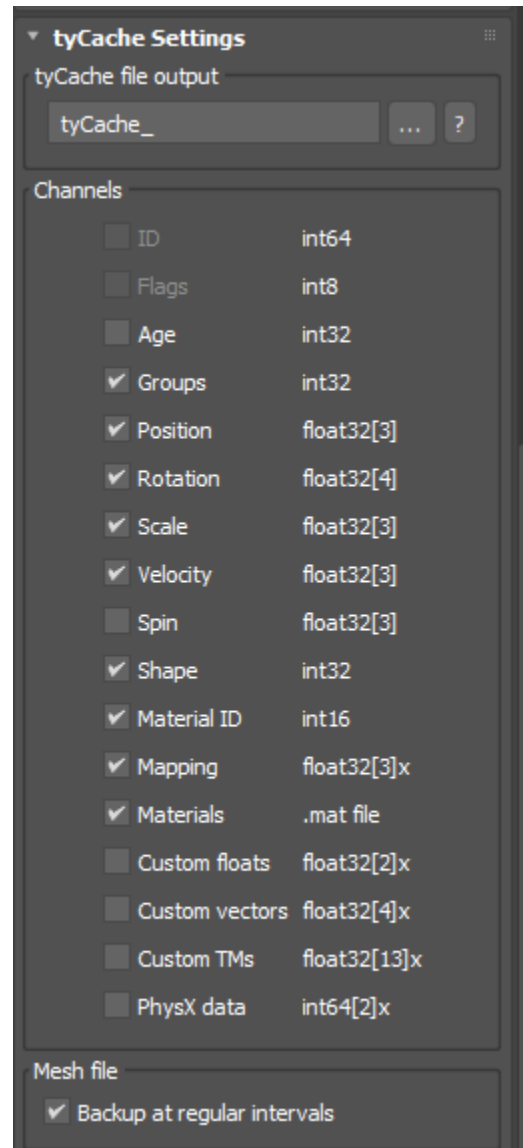 tyCache Settings
tyCache file output
tyCache_ ... ?
Channels
ID int64
Flags int8
Age int32
Groups int32
Position float32[3]
Rotation float32[4]
Scale float32[3]
Velocity float32[3]
Spin float32[3]
Shape int32
Material ID int16
Mapping float32[3]x
Materials .mat file
Custom floats float32[2]x
Custom vectors float32[4]x
Custom TMs float32[13]x
PhysX data int64[2]x
Mesh file
Backup at regular intervals